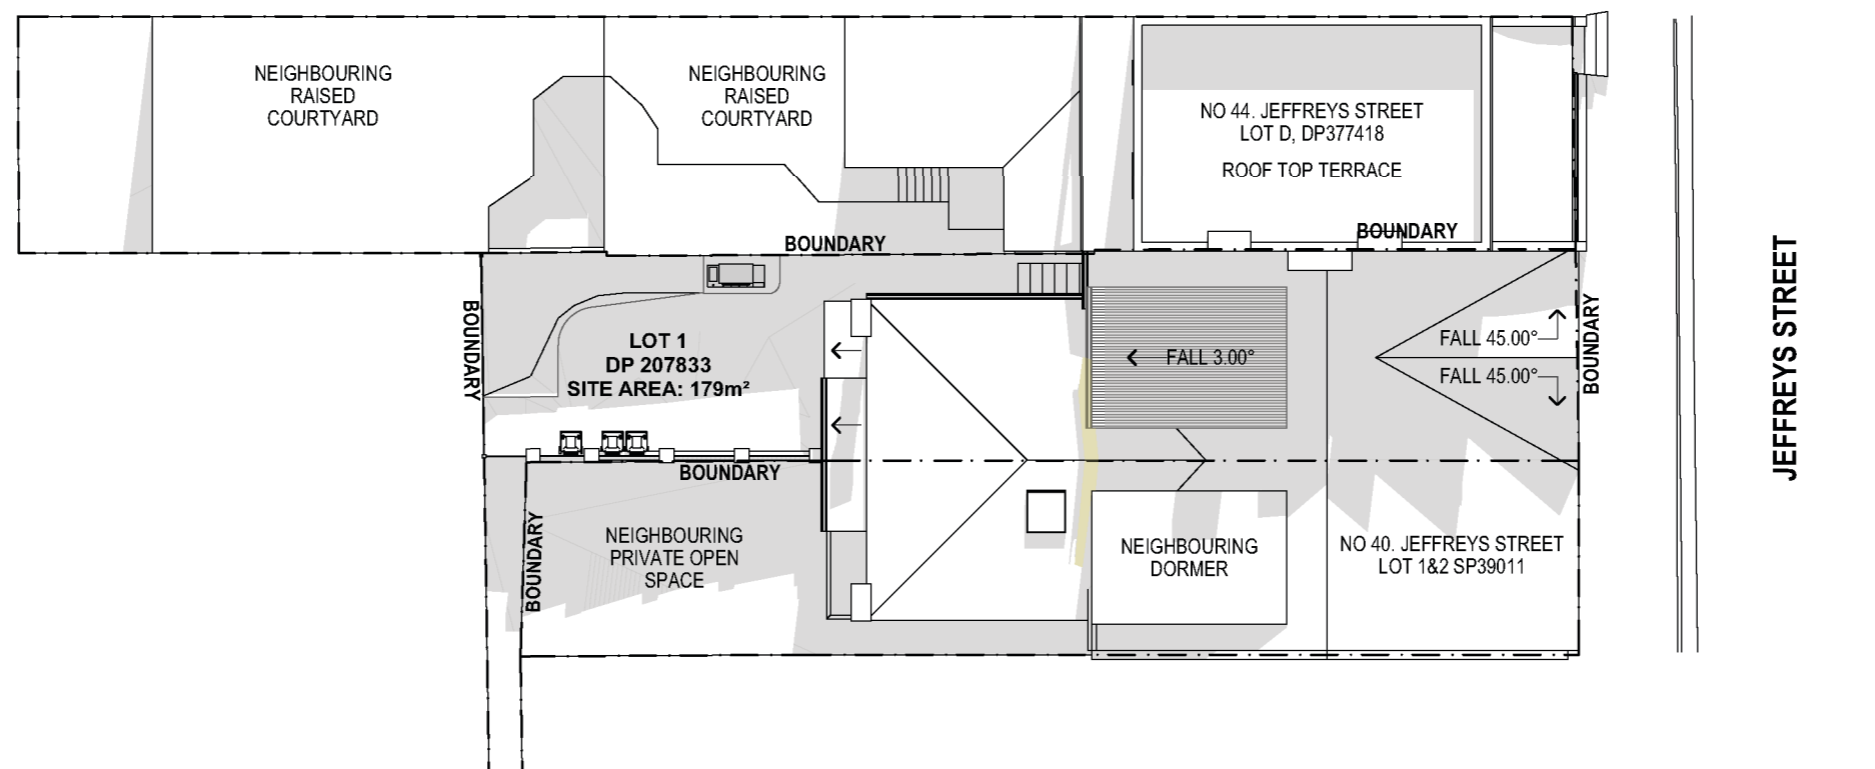 NEIGHBOURING
RAISED
COURTYARD
NEIGHBOURING
RAISED
COURTYARD
NO 44. JEFFREYS STREET
LOT D, DP377418
ROOF TOP TERRACE
BOUNDARY
BOUNDARY
BOUNDARY
LOT 1
DP 207833
SITE AREA: 179m²
FALL 3.00°
FALL 45.00°
FALL 45.00°
BOUNDARY
JEFFREYS STREET
BOUNDARY
BOUNDARY
NEIGHBOURING
PRIVATE OPEN
SPACE
NEIGHBOURING
DORMER
NO 40. JEFFREYS STREET
LOT 1&2 SP39011